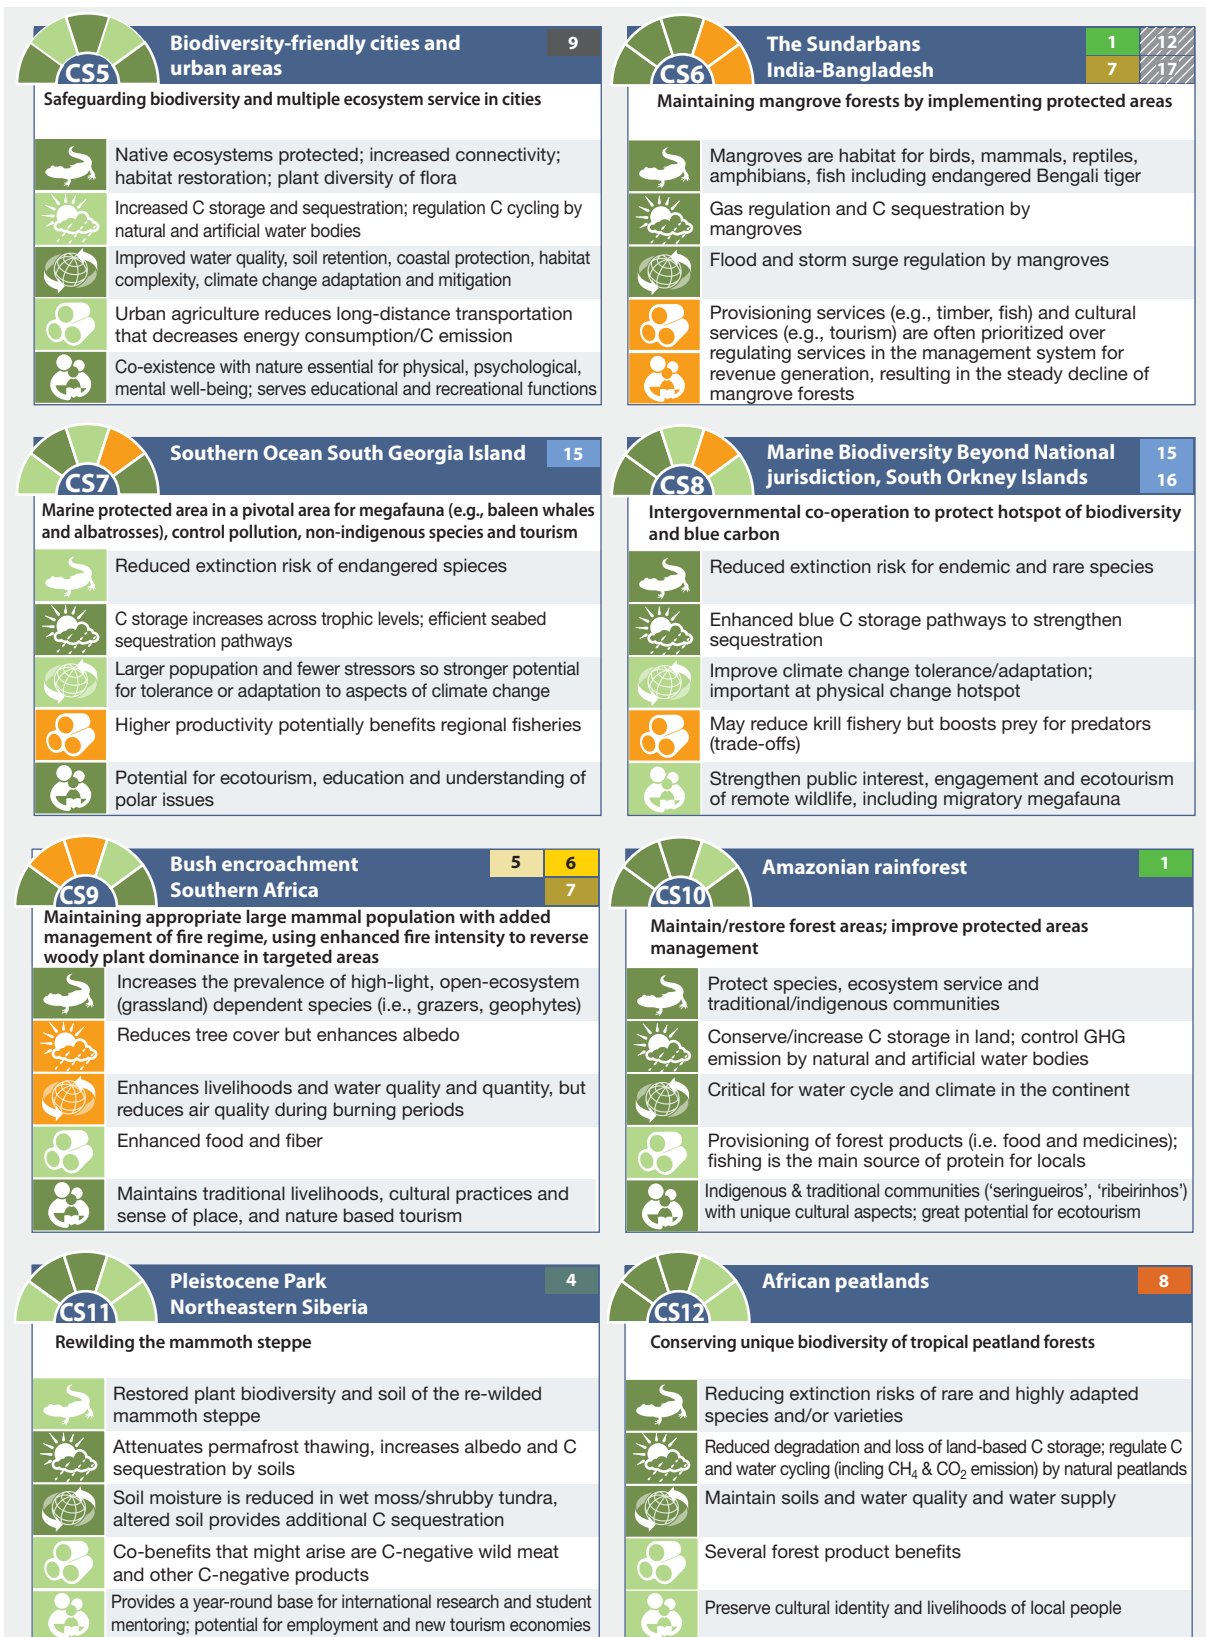 CS5
Biodiversity-friendly cities and
urban areas
9
Safeguarding biodiversity and multiple ecosystem service in cities
Native ecosystems protected; increased connectivity;
habitat restoration; plant diversity of flora
Increased C storage and sequestration; regulation C cycling by
natural and artificial water bodies
Improved water quality, soil retention, coastal protection, habitat
complexity, climate change adaptation and mitigation
Urban agriculture reduces long-distance transportation
that decreases energy consumption/C emission
Co-existence with nature essential for physical, psychological,
mental well-being; serves educational and recreational functions
CS6
The Sundarbans
India-Bangladesh
1
12
7
17
Maintaining mangrove forests by implementing protected areas
Mangroves are habitat for birds, mammals, reptiles,
amphibians, fish including endangered Bengali tiger
Gas regulation and C sequestration by
mangroves
Flood and storm surge regulation by mangroves
Provisioning services (e.g., timber, fish) and cultural
services (e.g., tourism) are often prioritized over
regulating services in the management system for
revenue generation, resulting in the steady decline of
mangrove forests
CS7
Southern Ocean South Georgia Island
15
Marine protected area in a pivotal area for megafauna (e.g., baleen whales
and albatrosses), control pollution, non-indigenous species and tourism
Reduced extinction risk of endangered spieces
C storage increases across trophic levels; efficient seabed
sequestration pathways
Larger popupation and fewer stressors so stronger potential
for tolerance or adaptation to aspects of climate change
Higher productivity potentially benefits regional fisheries
Potential for ecotourism, education and understanding of
polar issues
CS8
Marine Biodiversity Beyond National
jurisdiction, South Orkney Islands
15
16
Intergovernmental co-operation to protect hotspot of biodiversity
and blue carbon
Reduced extinction risk for endemic and rare species
Enhanced blue C storage pathways to strengthen
sequestration
Improve climate change tolerance/adaptation;
important at physical change hotspot
May reduce krill fishery but boosts prey for predators
(trade-offs)
Strengthen public interest, engagement and ecotourism
of remote wildlife, including migratory megafauna
CS9
Bush encroachment
Southern Africa
5
6
7
Maintaining appropriate large mammal population with added
management of fire regime, using enhanced fire intensity to reverse
woody plant dominance in targeted areas
Increases the prevalence of high-light, open-ecosystem
(grassland) dependent species (i.e., grazers, geophytes)
Reduces tree cover but enhances albedo
Enhances livelihoods and water quality and quantity, but
reduces air quality during burning periods
Enhanced food and fiber
Maintains traditional livelihoods, cultural practices and
sense of place, and nature based tourism
CS10
Amazonian rainforest
1
Maintain/restore forest areas; improve protected areas
management
Protect species, ecosystem service and
traditional/indigenous communities
Conserve/increase C storage in land; control GHG
emission by natural and artificial water bodies
Critical for water cycle and climate in the continent
Provisioning of forest products (i.e. food and medicines);
fishing is the main source of protein for locals
Indigenous & traditional communities (‘seringueiros’, ‘ribeirinhos’)
with unique cultural aspects; great potential for ecotourism
CS11
Pleistocene Park
Northeastern Siberia
4
Rewilding the mammoth steppe
Restored plant biodiversity and soil of the re-wilded
mammoth steppe
Attenuates permafrost thawing, increases albedo and C
sequestration by soils
Soil moisture is reduced in wet moss/shrubby tundra,
altered soil provides additional C sequestration
Co-benefits that might arise are C-negative wild meat
and other C-negative products
Provides a year-round base for international research and student
mentoring; potential for employment and new tourism economies
CS12
African peatlands
8
Conserving unique biodiversity of tropical peatland forests
Reducing extinction risks of rare and highly adapted
species and/or varieties
Reduced degradation and loss of land-based C storage; regulate C
and water cycling (incling CH₄ & CO₂ emission) by natural peatlands
Maintain soils and water quality and water supply
Several forest product benefits
Preserve cultural identity and livelihoods of local people